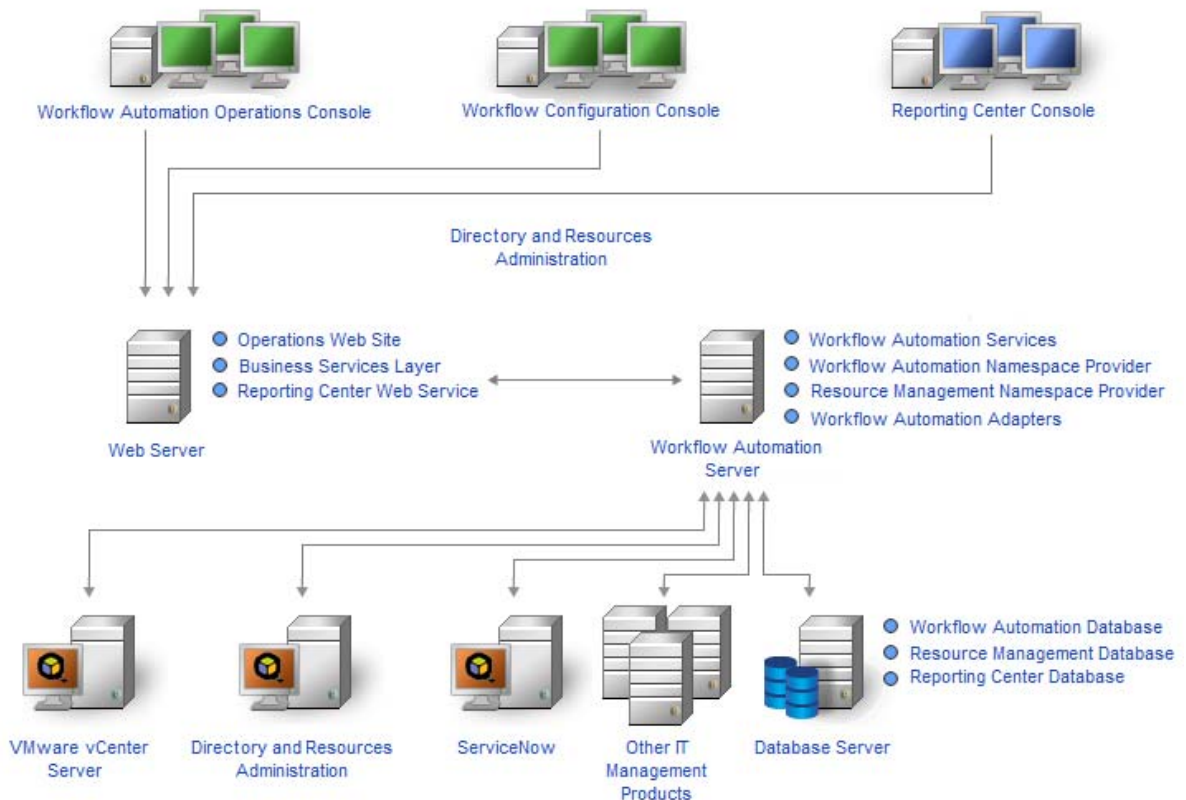 Workflow Automation Operations Console
Workflow Configuration Console
Reporting Center Console
Directory and Resources
Administration
Operations Web Site
Business Services Layer
Reporting Center Web Service
Web Server
Workflow Automation Services
Workflow Automation Namespace Provider
Resource Management Namespace Provider
Workflow Automation Adapters
Workflow Automation
Server
VMware vCenter
Server
Directory and Resources
Administration
ServiceNow
Other IT
Management
Products
Database Server
Workflow Automation Database
Resource Management Database
Reporting Center Database